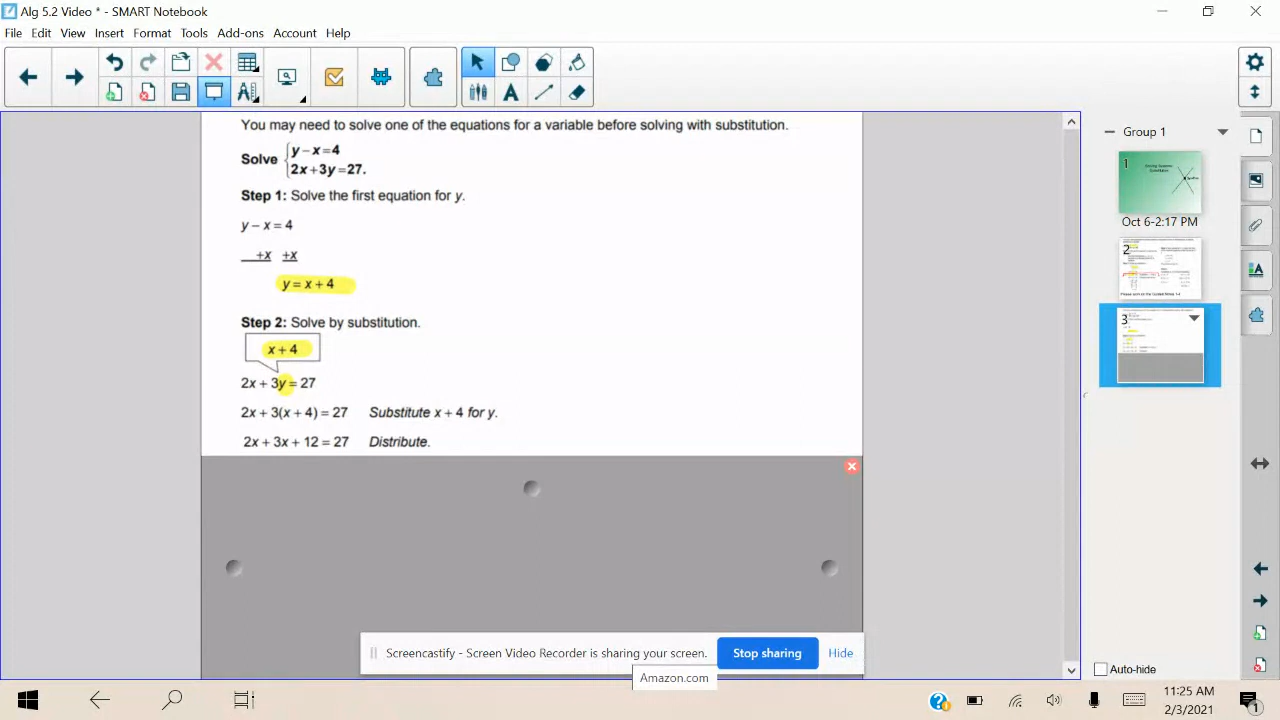 Alg 5.2 Video * - SMART Notebook
File Edit View Insert Format Tools Add-ons Account Help
You may need to solve one of the equations for a variable before solving with substitution.
Solve { y − x = 4
2x + 3y = 27.
Step 1: Solve the first equation for y.
y − x = 4
+x +x
y = x + 4
Step 2: Solve by substitution.
x + 4
2x + 3y = 27
2x + 3(x + 4) = 27 Substitute x + 4 for y.
2x + 3x + 12 = 27 Distribute.
Group 1
1
Oct 6-2:17 PM
2
3
Screencastify - Screen Video Recorder is sharing your screen. Stop sharing Hide
Amazon.com
Auto-hide
11:25 AM
2/3/2021
1